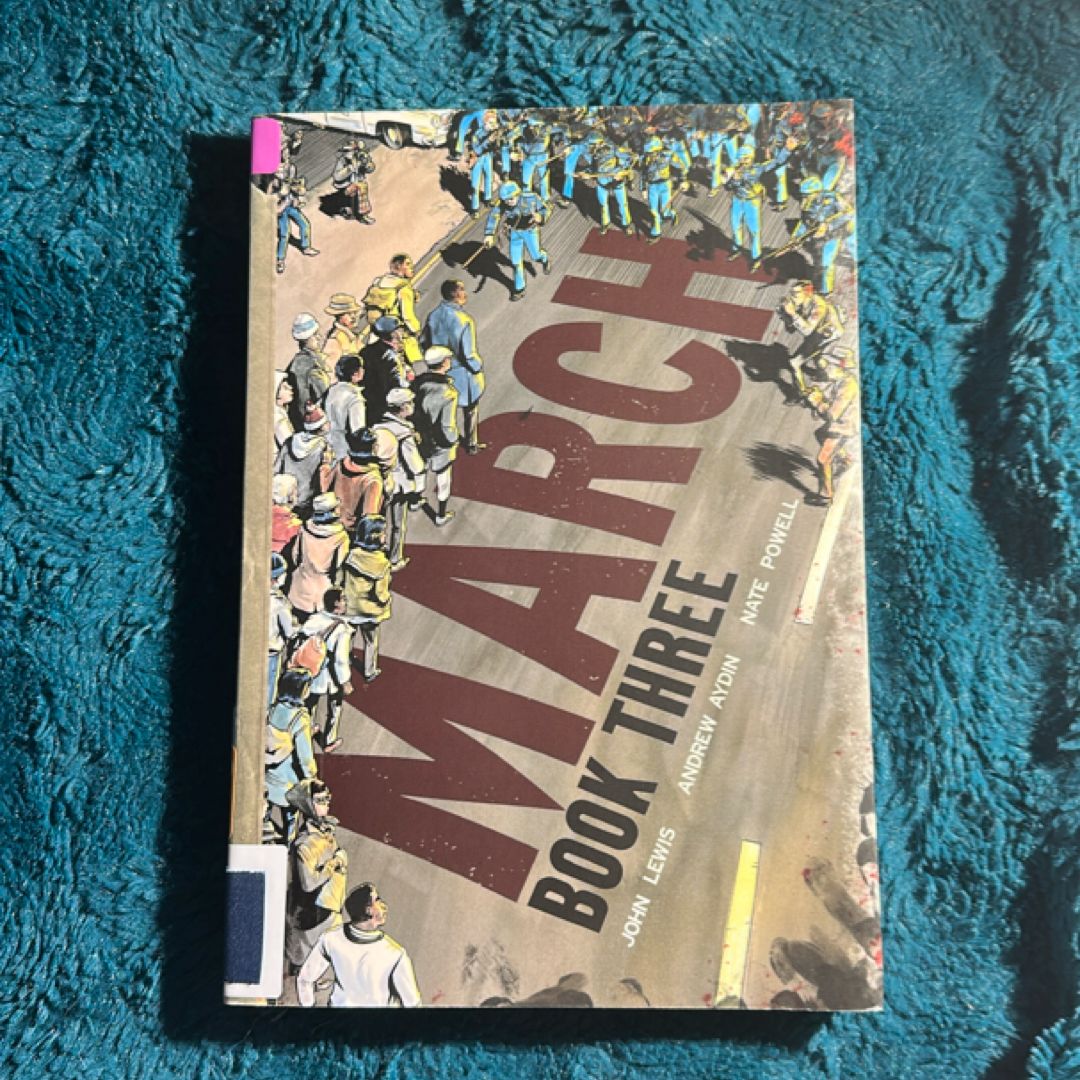 MARCH
BOOK THREE
JOHN LEWIS ANDREW AYDIN NATE POWELL